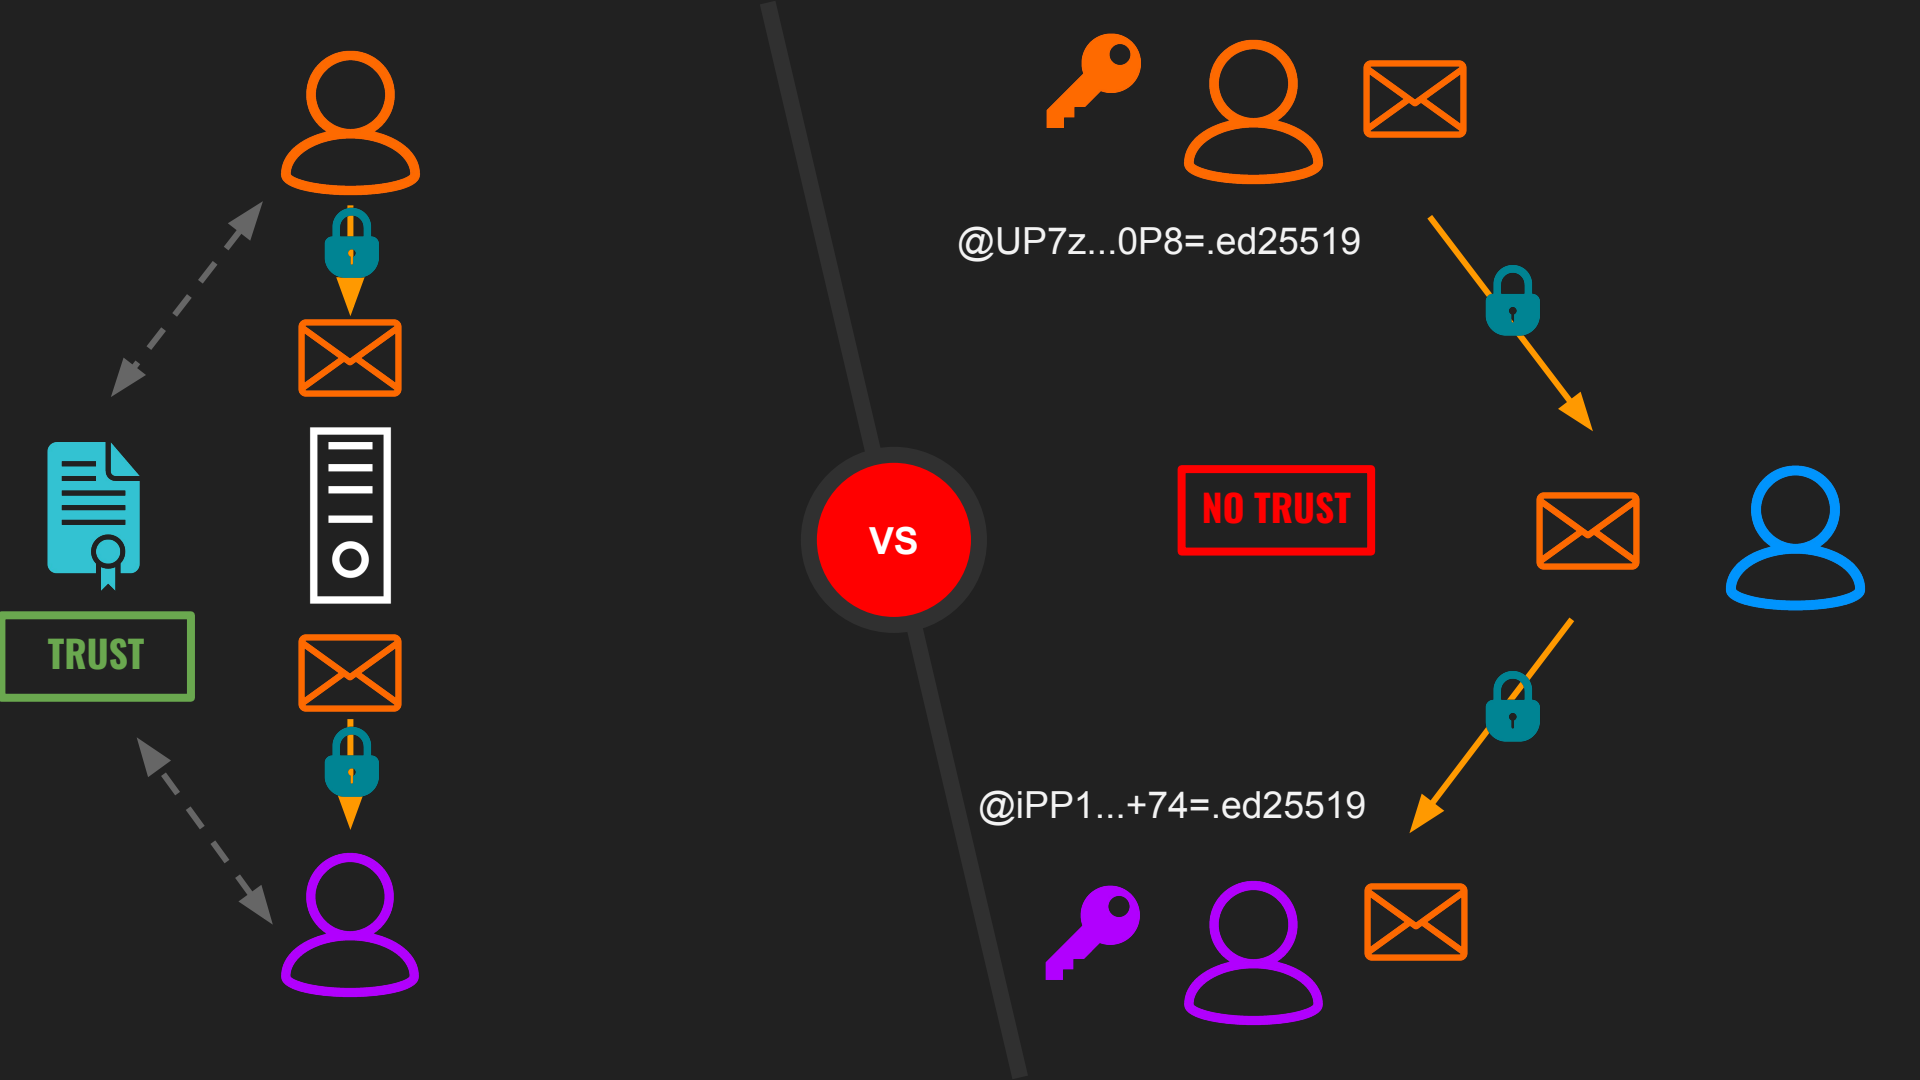 TRUST
VS
@UP7z...0P8=.ed25519
NO TRUST
@iPP1...+74=.ed25519